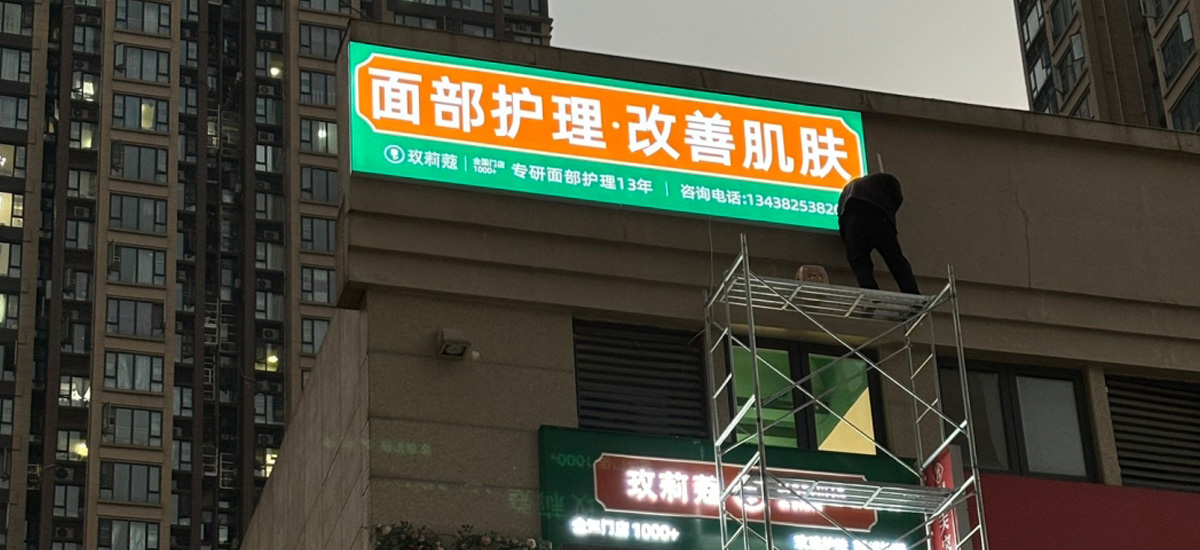 面部护理·改善肌肤
玫莉蔻
全国门店
1000+
专研面部护理13年
咨询电话:1343825382
玫莉蔻
全国门店1000+